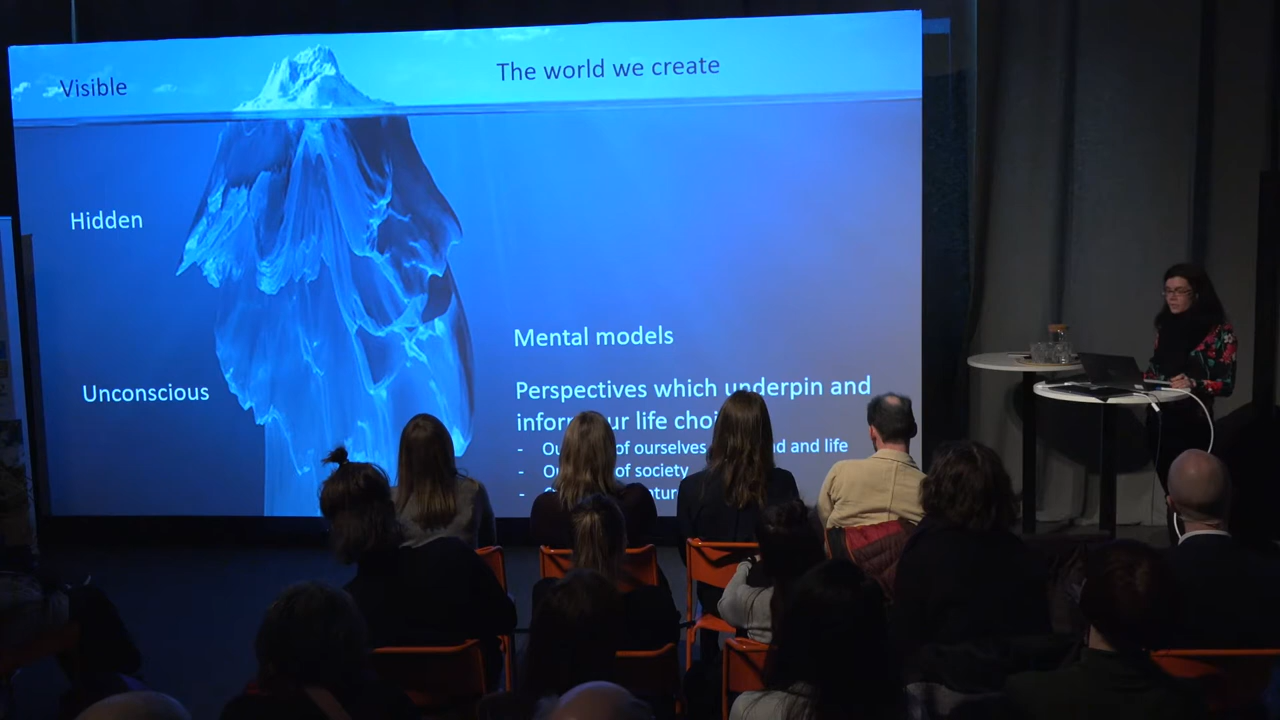 Visible
The world we create
Hidden
Mental models
Unconscious
Perspectives which underpin and
life
- of ourselves and life
- of society
-